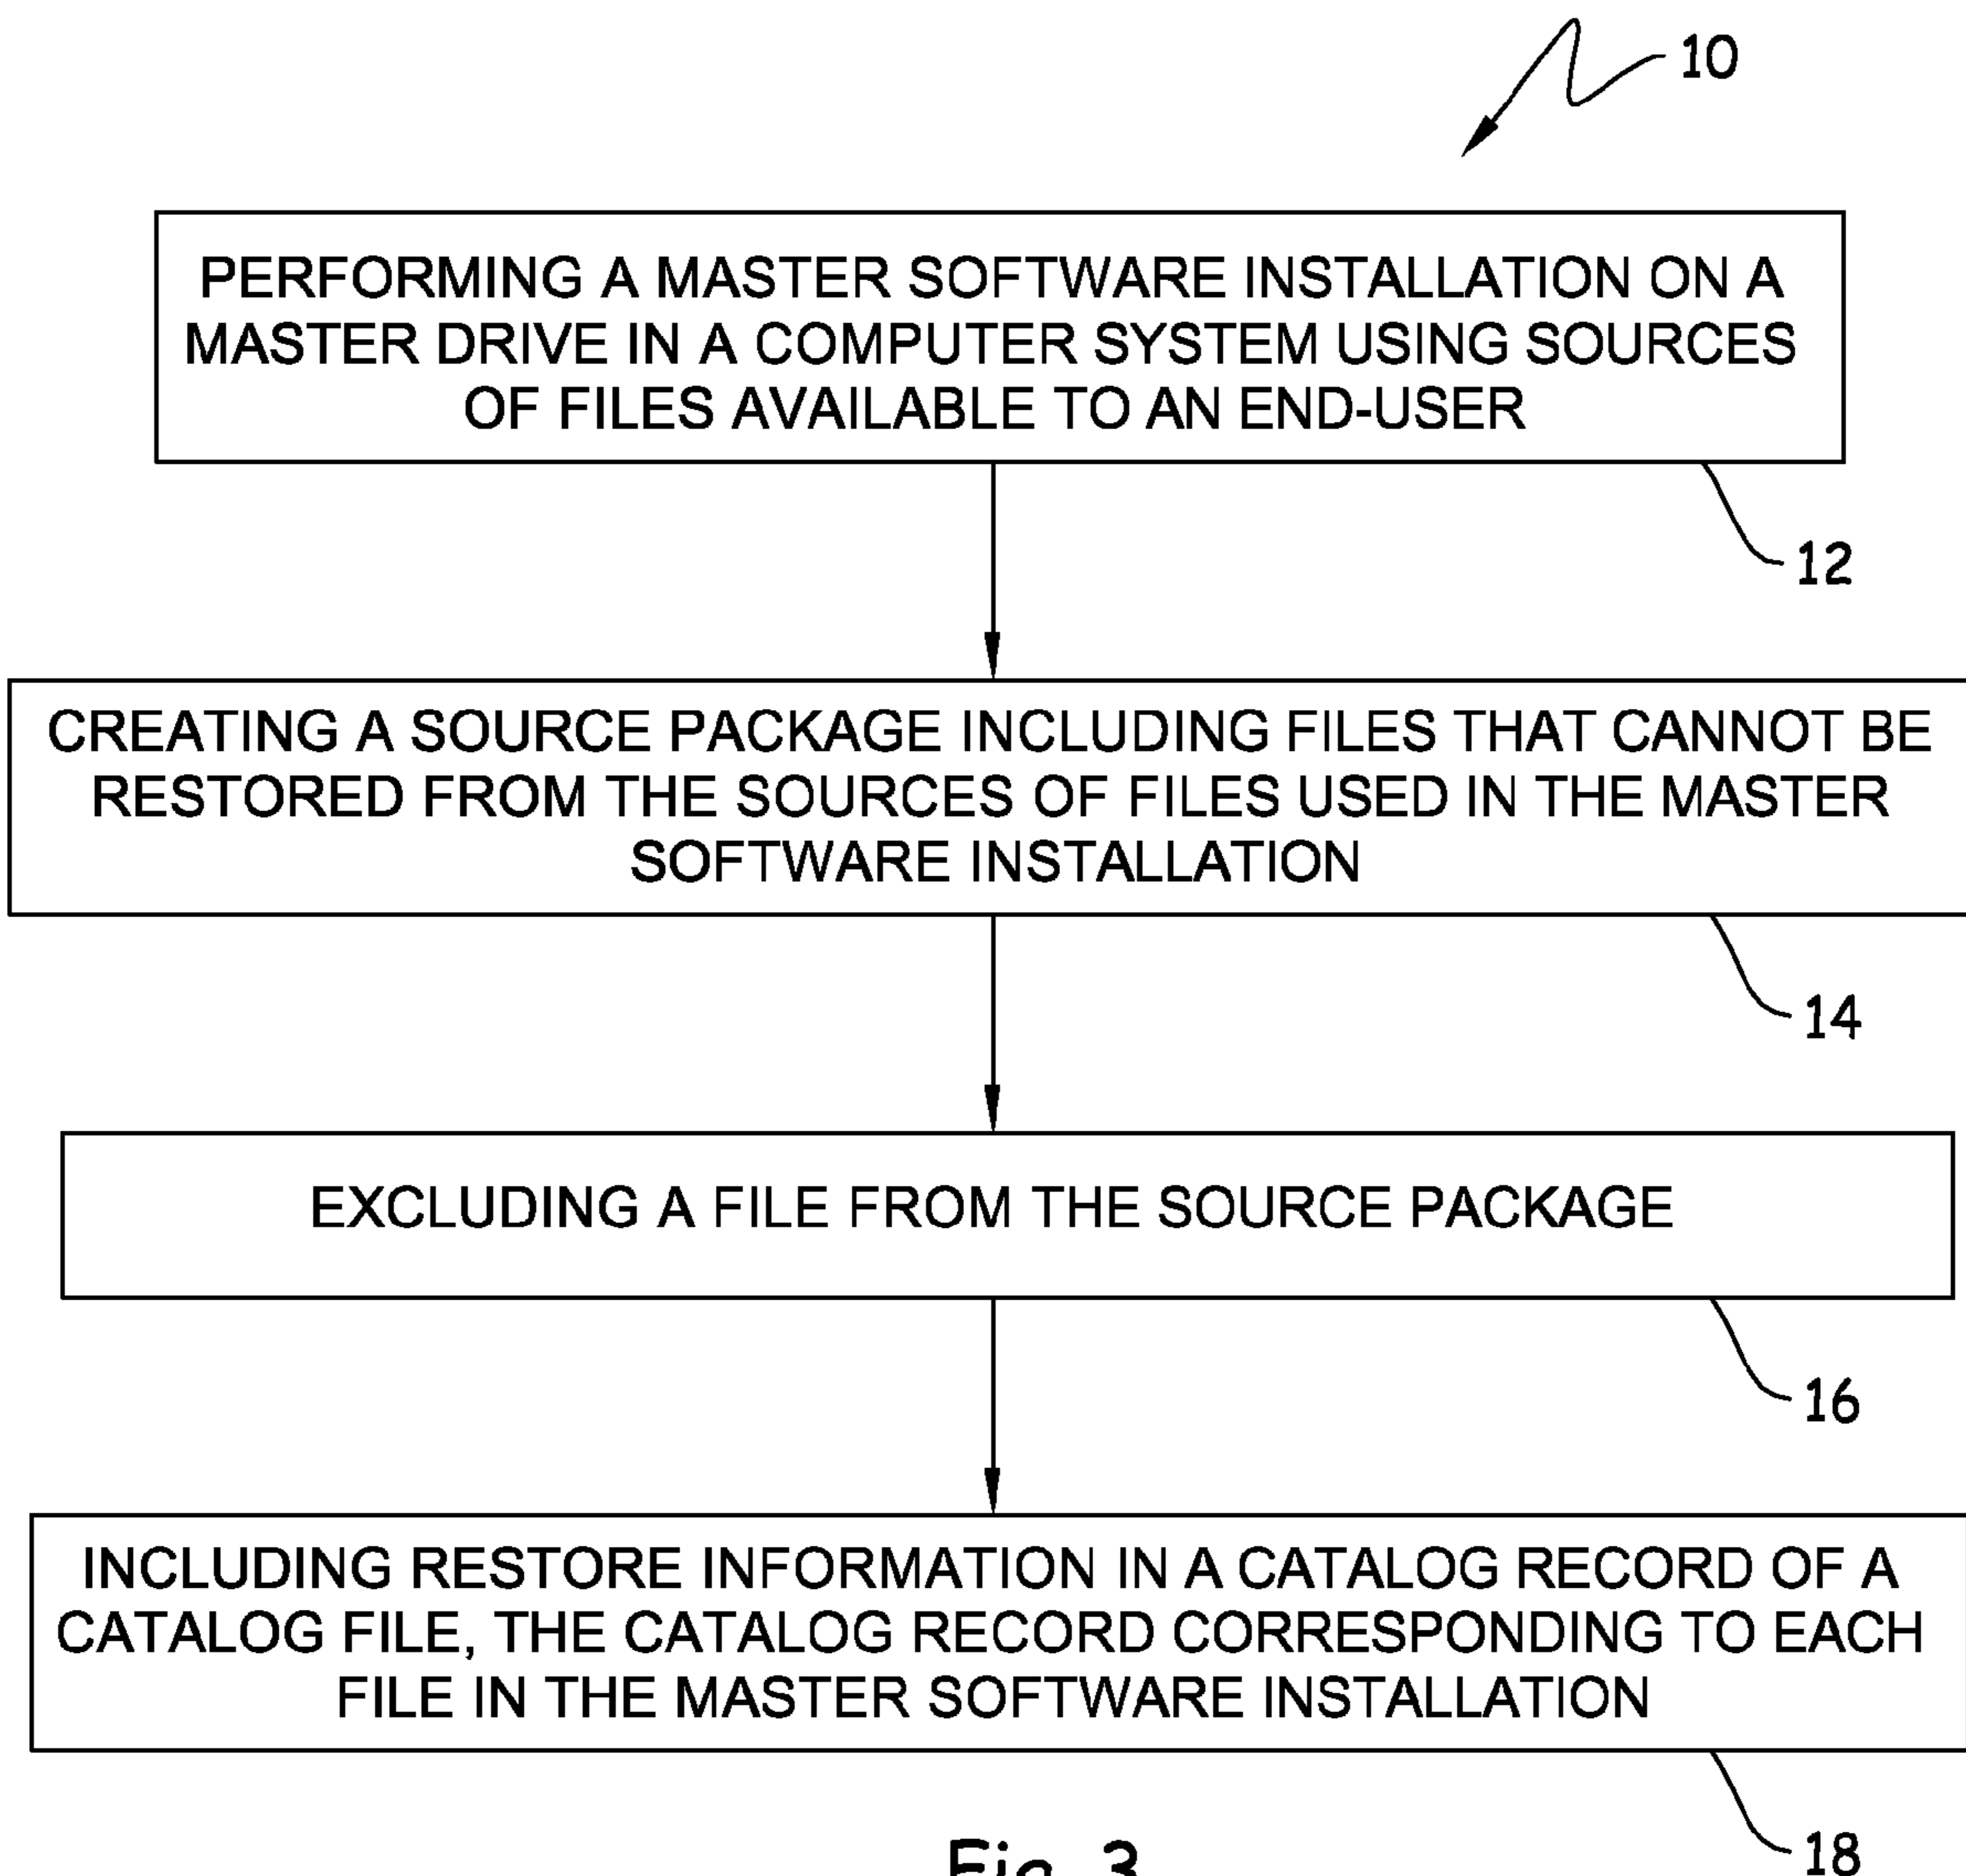 10
PERFORMING A MASTER SOFTWARE INSTALLATION ON A
MASTER DRIVE IN A COMPUTER SYSTEM USING SOURCES
OF FILES AVAILABLE TO AN END-USER
12
CREATING A SOURCE PACKAGE INCLUDING FILES THAT CANNOT BE
RESTORED FROM THE SOURCES OF FILES USED IN THE MASTER
SOFTWARE INSTALLATION
14
EXCLUDING A FILE FROM THE SOURCE PACKAGE
16
INCLUDING RESTORE INFORMATION IN A CATALOG RECORD OF A
CATALOG FILE, THE CATALOG RECORD CORRESPONDING TO EACH
FILE IN THE MASTER SOFTWARE INSTALLATION
18
Fig. 3